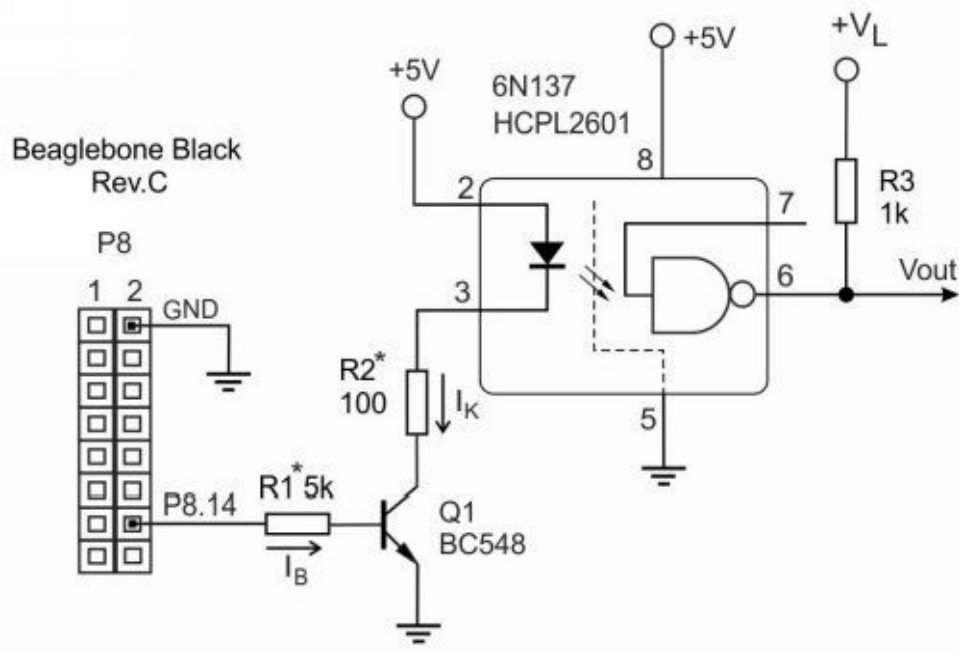 Beaglebone Black
Rev.C
P8
1 2
GND
P8.14
R1* 5k
I_B
+5V
2
3
R2*
100
I_K
Q1
BC548
6N137
HCPL2601
8
+5V
7
6
5
+V_L
R3
1k
Vout